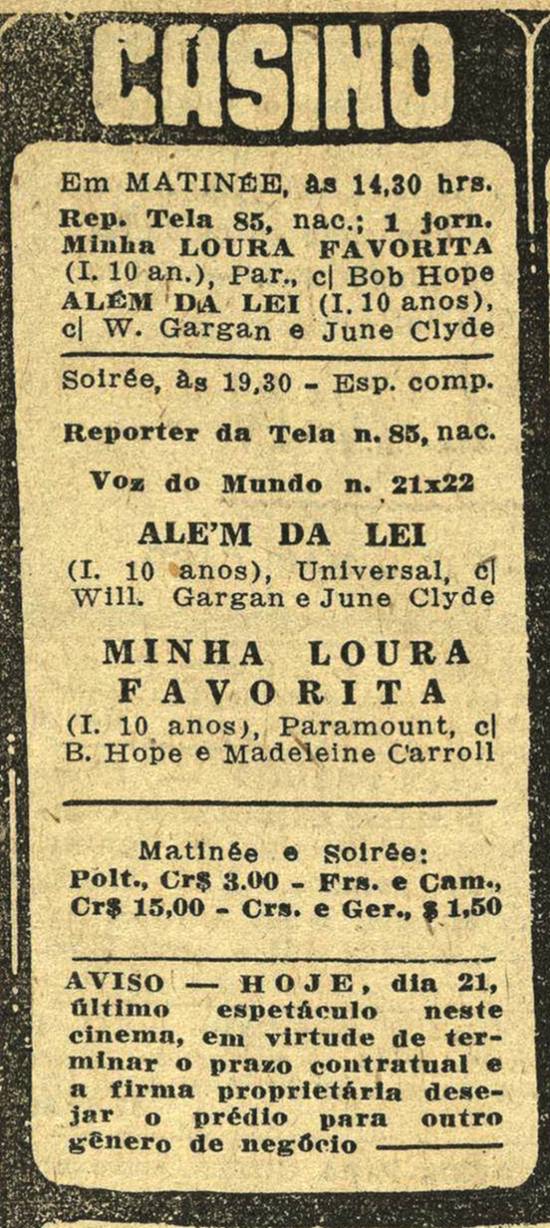 CASINO
Em MATINÉE, às 14,30 hrs.
Rep. Tela 85, nac.; 1 jorn.
Minha LOURA FAVORITA
(I. 10 an.), Par., c| Bob Hope
ALÉM DA LEI (I. 10 anos),
c| W. Gargan e June Clyde
Soirée, às 19,30 - Esp. comp.
Reporter da Tela n. 85, nac.
Voz do Mundo n. 21x22
ALE'M DA LEI
(I. 10 anos), Universal, c|
Will. Gargan e June Clyde
MINHA LOURA
FAVORITA
(I. 10 anos), Paramount, c|
B. Hope e Madeleine Carroll
Matinée e Soirée:
Polt., Cr$ 3.00 - Frs. e Cam.,
Cr$ 15,00 - Crs. e Ger., $ 1,50
AVISO — HOJE, dia 21,
último espetáculo neste
cinema, em virtude de ter-
minar o prazo contratual e
a firma proprietária dese-
jar o prédio para outro
gênero de negócio